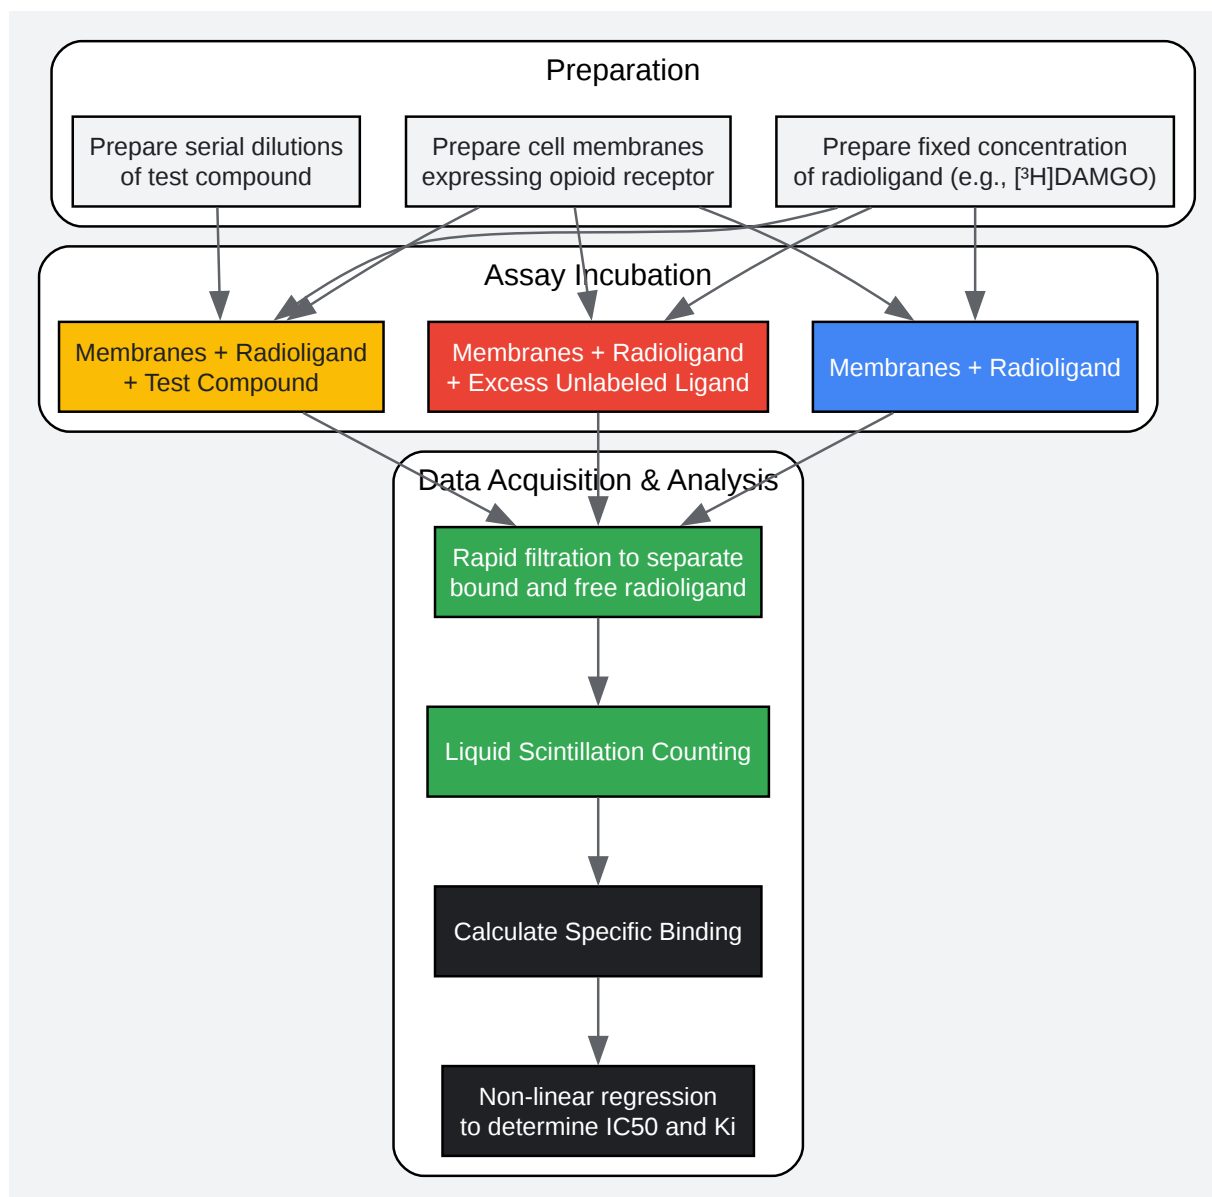 Preparation
Prepare serial dilutions
of test compound
Prepare cell membranes
expressing opioid receptor
Prepare fixed concentration
of radioligand (e.g., [³H]DAMGO)
Assay Incubation
Membranes + Radioligand
+ Test Compound
Membranes + Radioligand
+ Excess Unlabeled Ligand
Membranes + Radioligand
Data Acquisition & Analysis
Rapid filtration to separate
bound and free radioligand
Liquid Scintillation Counting
Calculate Specific Binding
Non-linear regression
to determine IC50 and Ki